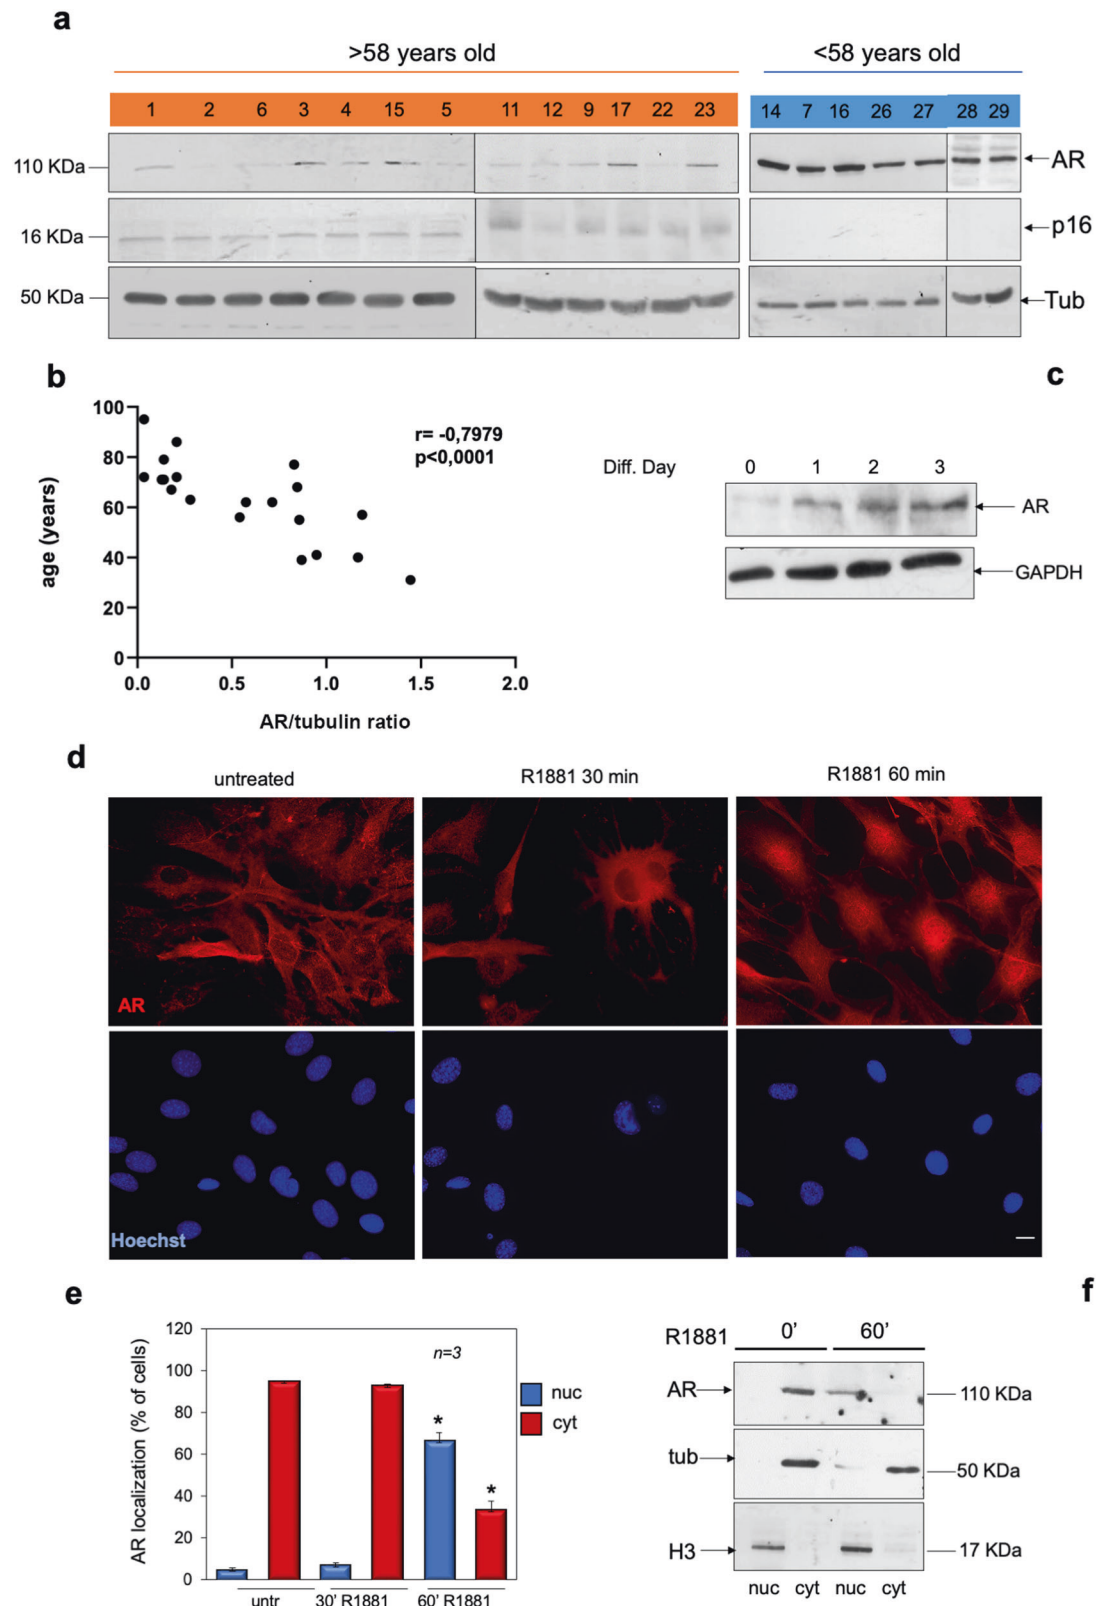 a
>58 years old
<58 years old
1 2 6 3 4 15 5 11 12 9 17 22 23 14 7 16 26 27 28 29
110 KDa AR
16 KDa p16
50 KDa Tub
b
100
80
60
40
20
0
0.0 0.5 1.0 1.5 2.0
age (years)
AR/tubulin ratio
r= -0,7979
p<0,0001
c
Diff. Day 0 1 2 3
AR
GAPDH
d
untreated R1881 30 min R1881 60 min
AR
Hoechst
e
120
100
80
60
40
20
0
AR localization (% of cells)
n=3
* *
nuc
cyt
untr 30' R1881 60' R1881
f
R1881 0' 60'
AR 110 KDa
tub 50 KDa
H3 17 KDa
nuc cyt nuc cyt